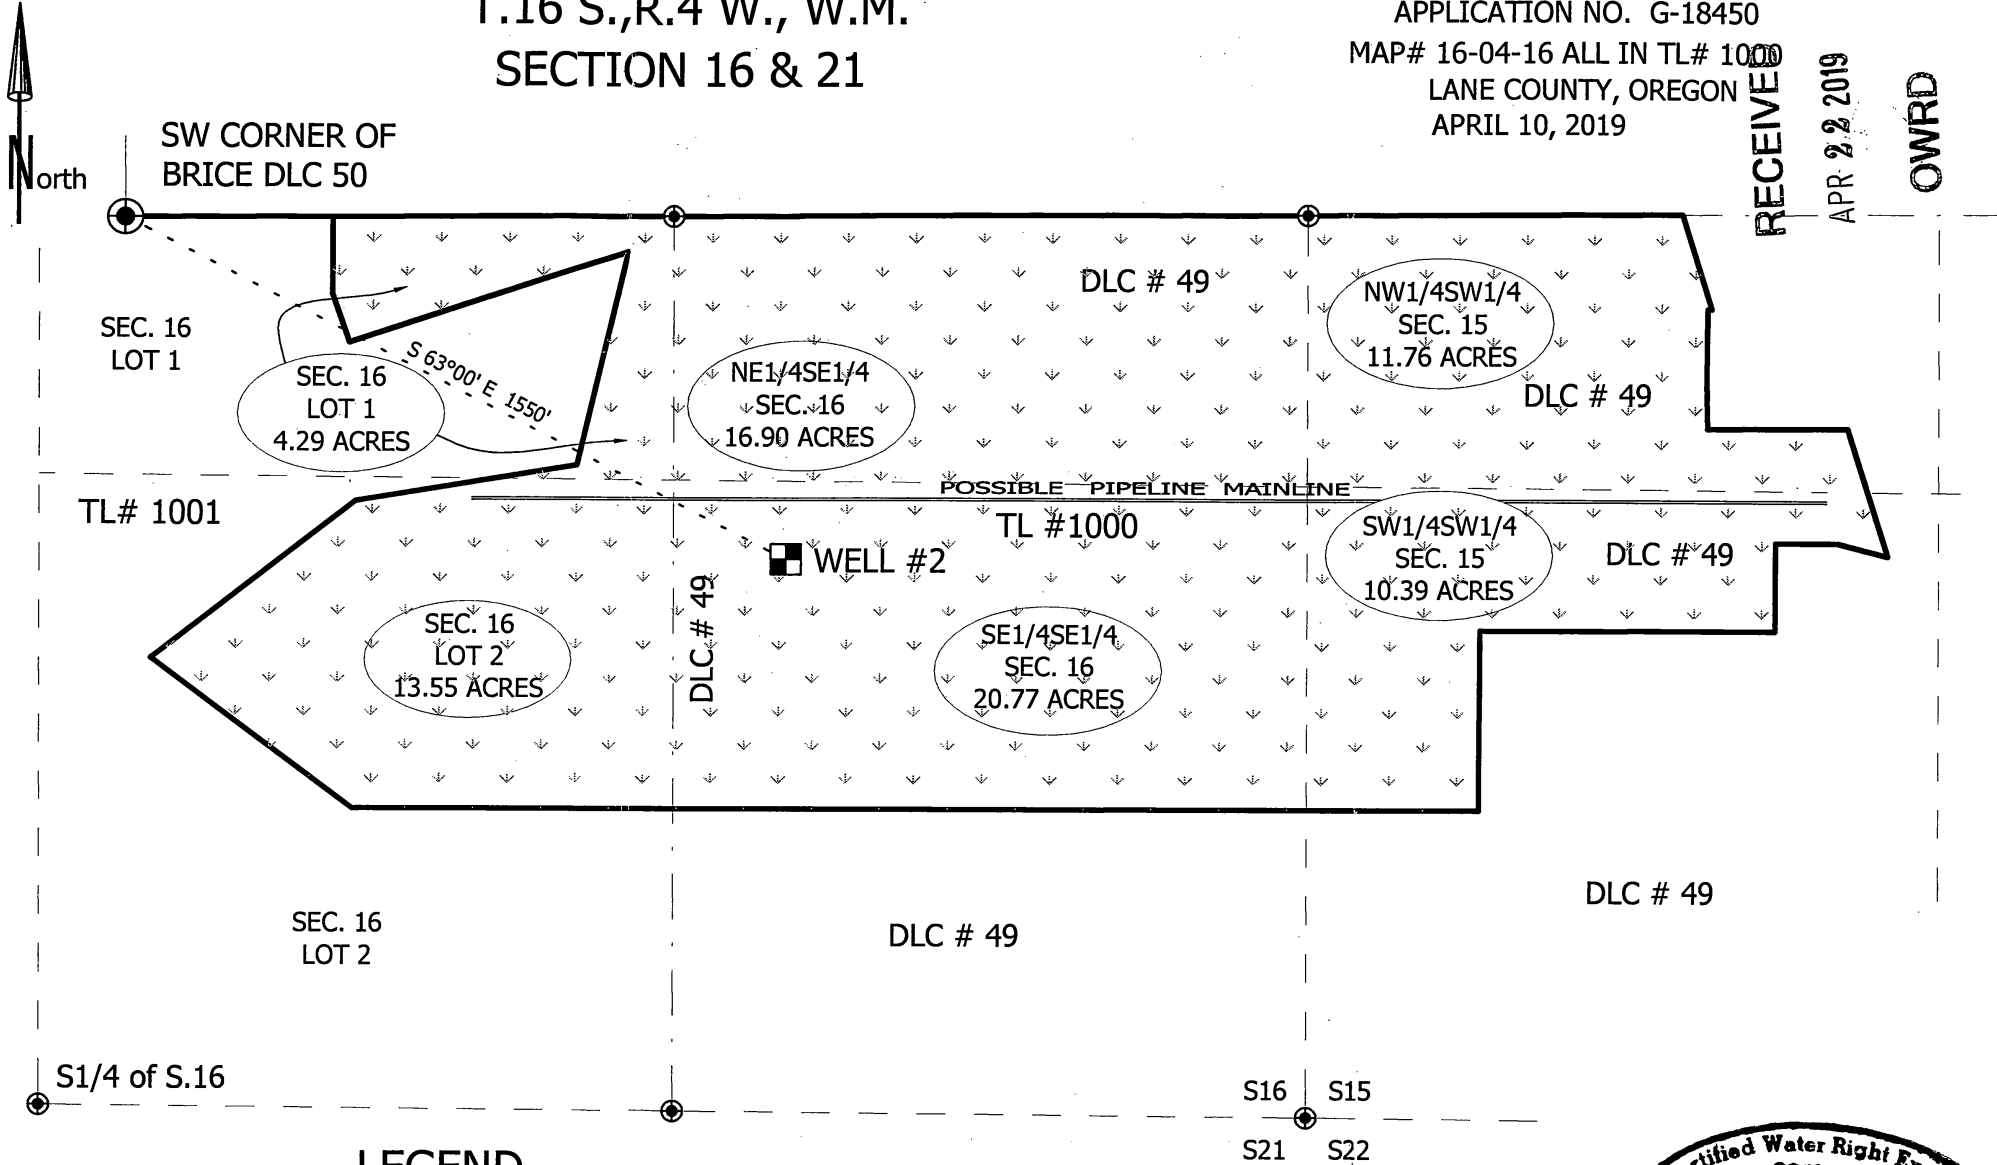 T.16 S.,R.4 W., W.M.
SECTION 16 & 21
APPLICATION NO. G-18450
MAP# 16-04-16 ALL IN TL# 1000
LANE COUNTY, OREGON
APRIL 10, 2019
RECEIVED
APR 22 2019
OWRD
North
SW CORNER OF
BRICE DLC 50
SEC. 16
LOT 1
SEC. 16
LOT 1
4.29 ACRES
S 63°00' E 1550'
NE1/4SE1/4
SEC. 16
16.90 ACRES
DLC # 49
NW1/4SW1/4
SEC. 15
11.76 ACRES
DLC # 49
TL# 1001
POSSIBLE PIPELINE MAINLINE
TL #1000
WELL #2
DLC # 49
SW1/4SW1/4
SEC. 15
10.39 ACRES
DLC # 49
SEC. 16
LOT 2
13.55 ACRES
SE1/4SE1/4
SEC. 16
20.77 ACRES
SEC. 16
LOT 2
DLC # 49
DLC # 49
S1/4 of S.16
S16 S15
S21 S22
LEGEND
Water Right